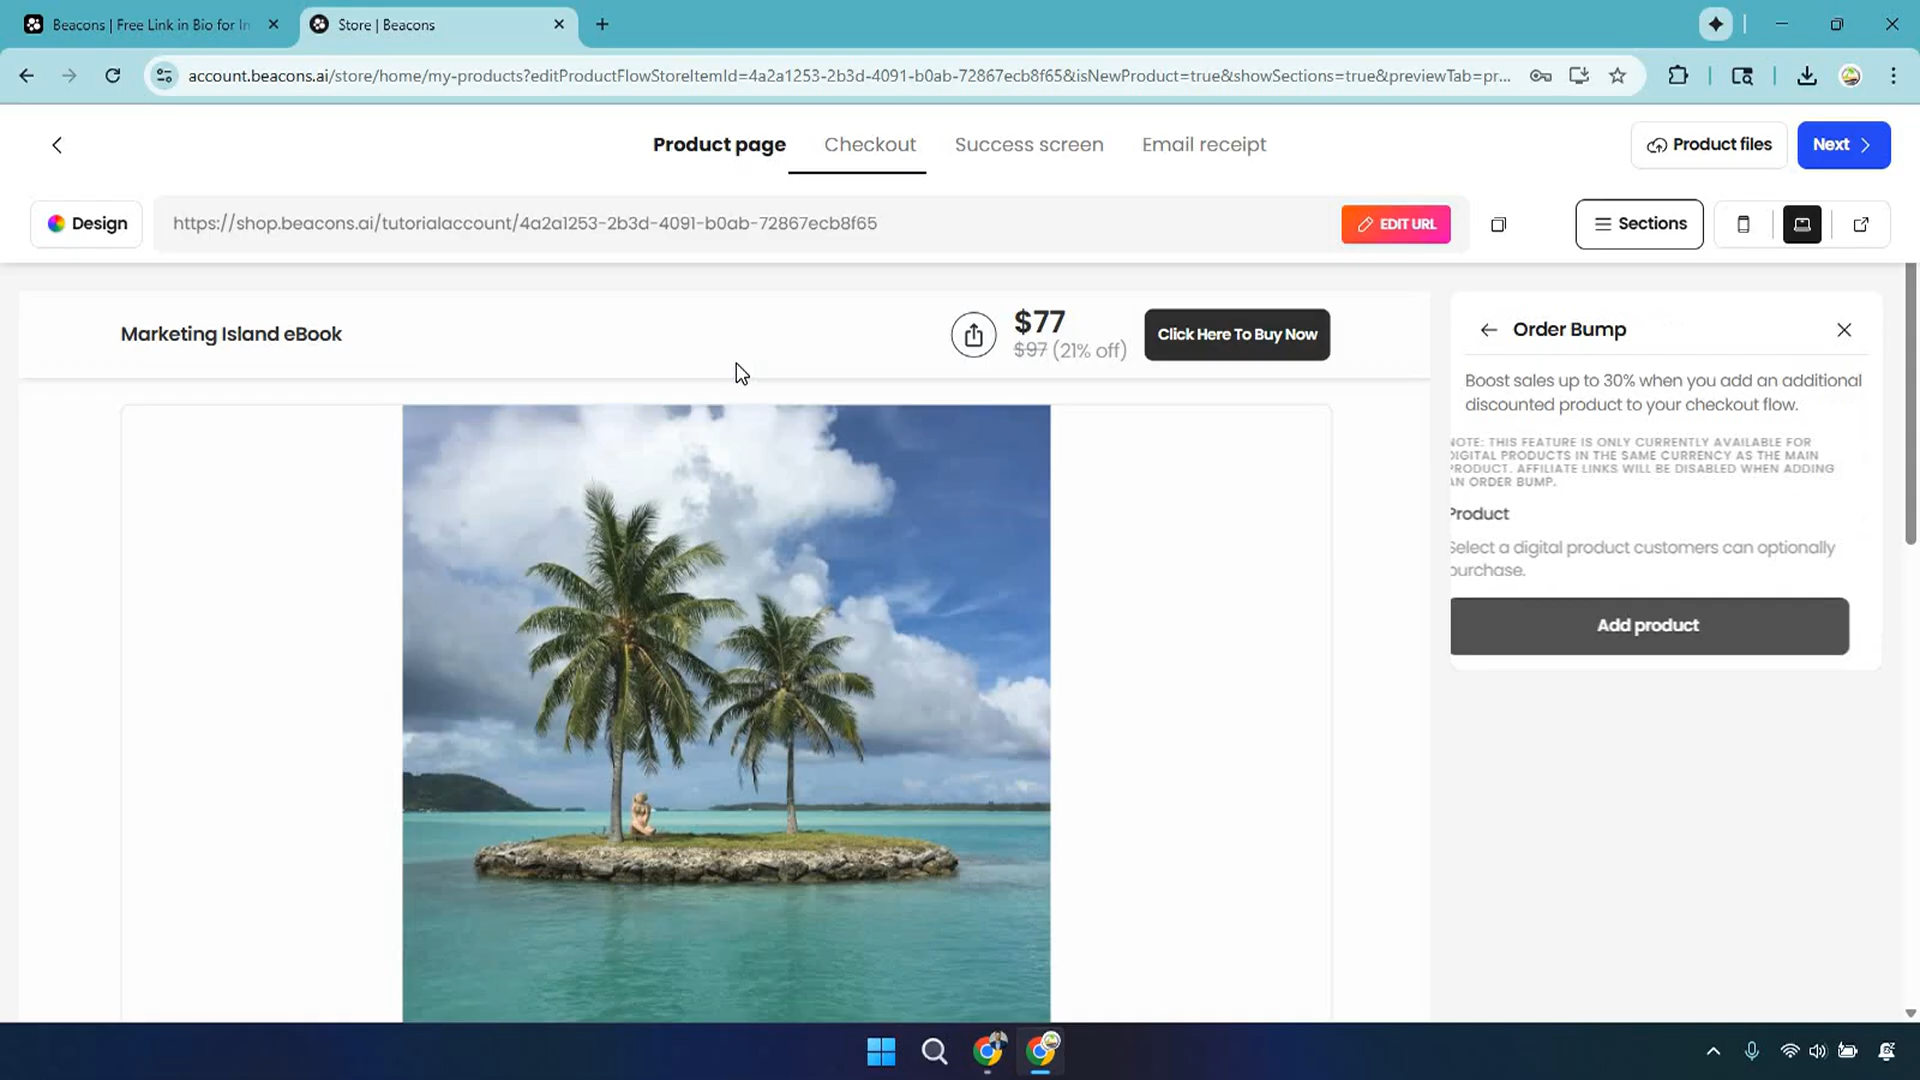 Beacons | Free Link in Bio for In
Store | Beacons
account.beacons.ai/store/home/my-products?editProductFlowStoreItemId=4a2a1253-2b3d-4091-b0ab-72867ecb8f65&isNewProduct=true&showSections=true&previewTab=pr...
Product page
Checkout
Success screen
Email receipt
Product files
Next
Design
https://shop.beacons.ai/tutorialaccount/4a2a1253-2b3d-4091-b0ab-72867ecb8f65
EDIT URL
Sections
Marketing Island eBook
$77
$97 (21% off)
Click Here To Buy Now
Order Bump
Boost sales up to 30% when you add an additional
discounted product to your checkout flow.
NOTE: THIS FEATURE IS ONLY CURRENTLY AVAILABLE FOR
DIGITAL PRODUCTS IN THE SAME CURRENCY AS THE MAIN
PRODUCT. AFFILIATE LINKS WILL BE DISABLED WHEN ADDING
AN ORDER BUMP.
Product
Select a digital product customers can optionally
purchase.
Add product